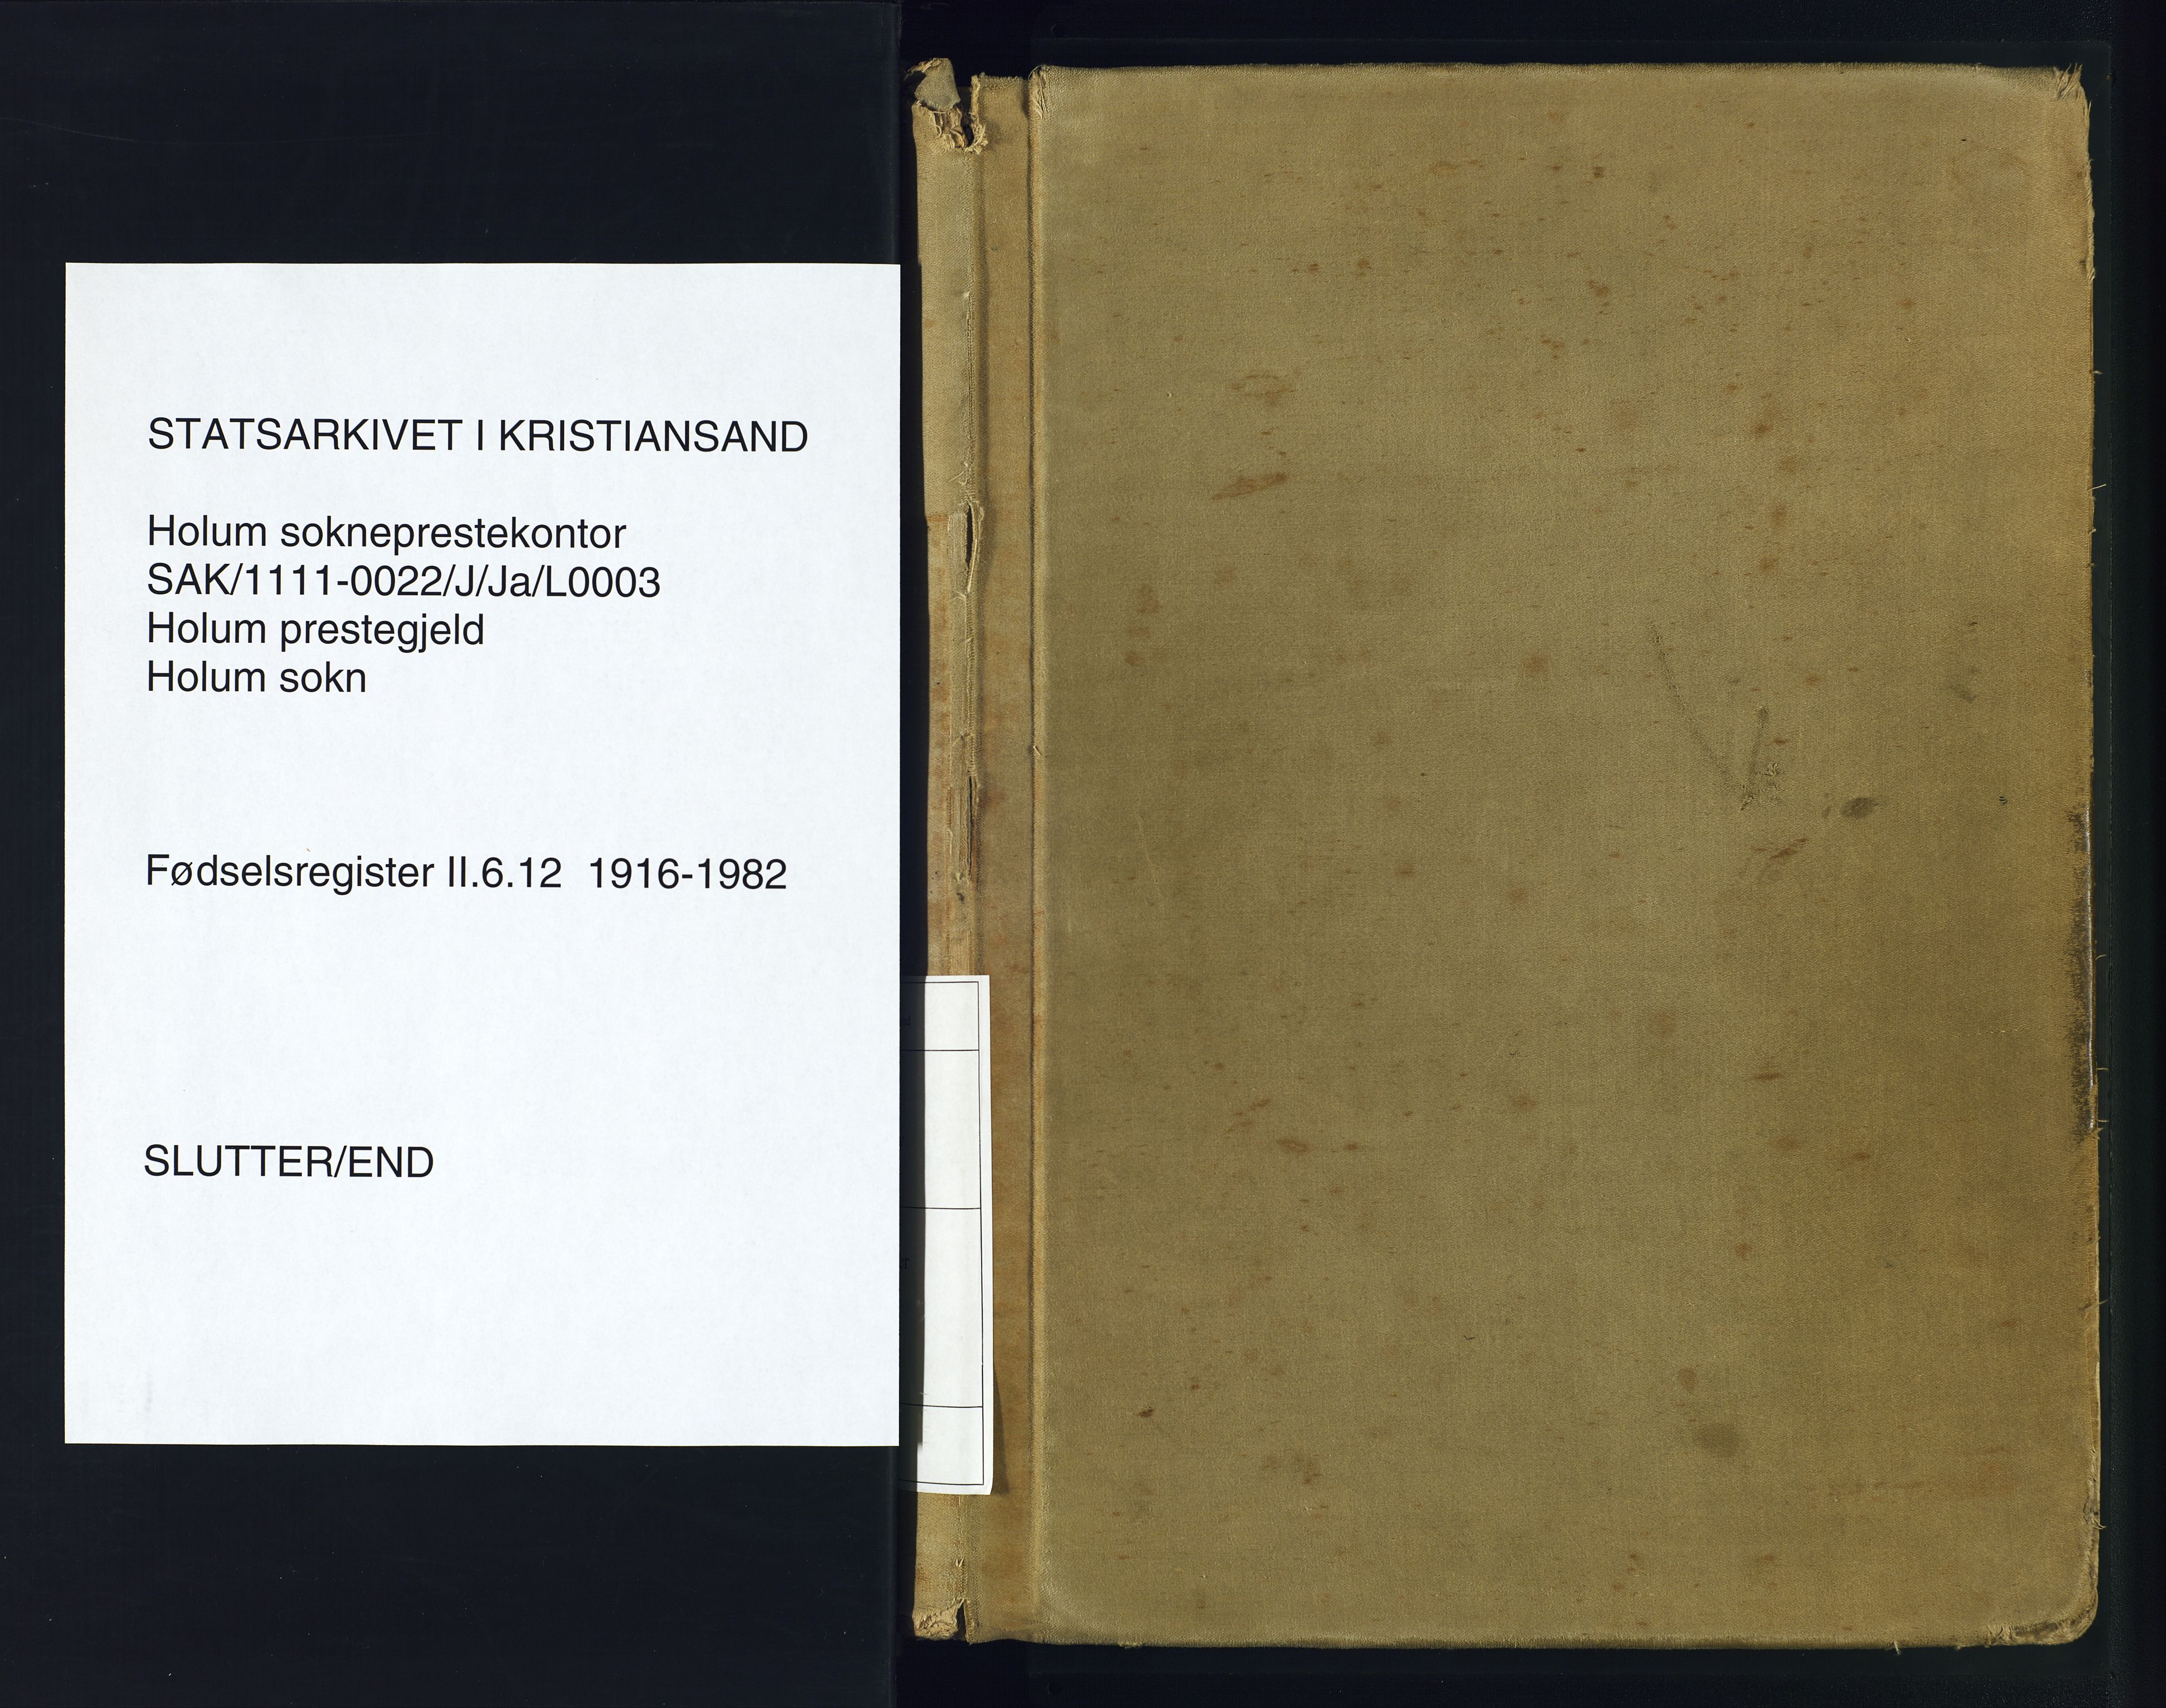 STATSARKIVET I KRISTIANSAND
Holum sokneprestekontor
SAK/1111-0022/J/Ja/L0003
Holum prestegjeld
Holum sokn
Fødselsregister II.6.12 1916-1982
SLUTTER/END